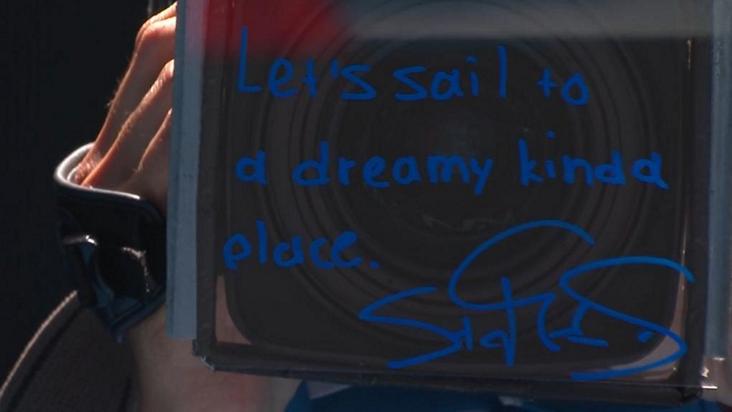 Let's sail to
a dreamy kinda
place.